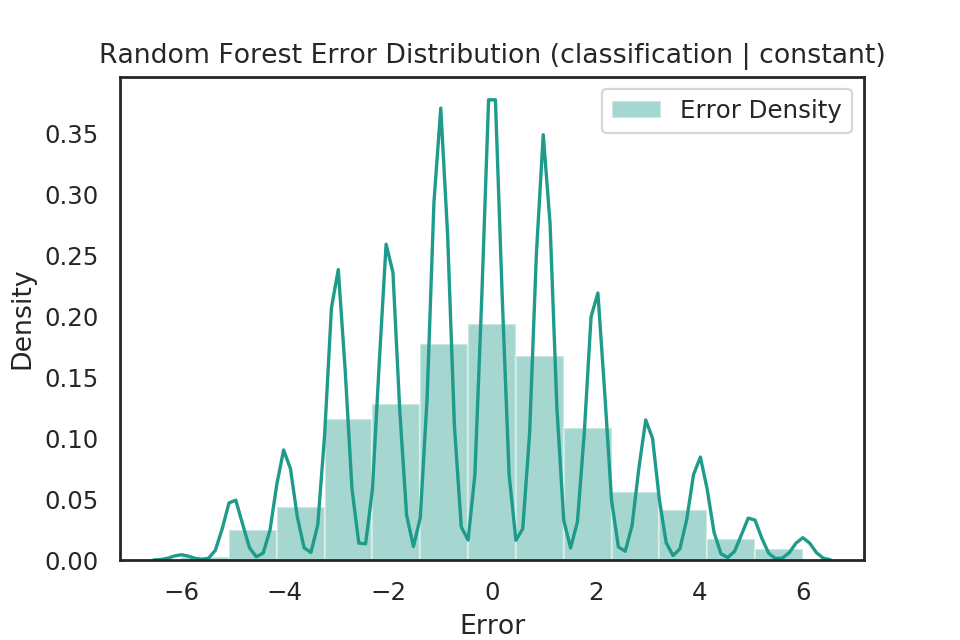 Random Forest Error Distribution (classification | constant)
Error Density
0.35
0.30
0.25
0.20
0.15
0.10
0.05
0.00
Density
−6 −4 −2 0 2 4 6
Error